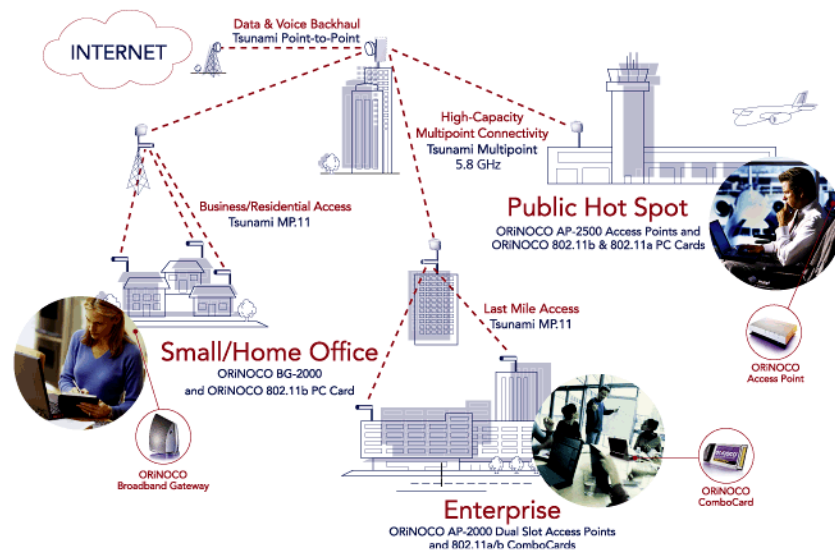 INTERNET
Data & Voice Backhaul
Tsunami Point-to-Point
High-Capacity
Multipoint Connectivity
Tsunami Multipoint
5.8 GHz
Business/Residential Access
Tsunami MP.11
Public Hot Spot
ORiNOCO AP-2500 Access Points and
ORiNOCO 802.11b & 802.11a PC Cards
Last Mile Access
Tsunami MP.11
Small/Home Office
ORiNOCO BG-2000
and ORiNOCO 802.11b PC Card
ORiNOCO
Access Point
ORiNOCO
Broadband Gateway
ORiNOCO
ComboCard
Enterprise
ORiNOCO AP-2000 Dual Slot Access Points
and 802.11a/b ComboCards